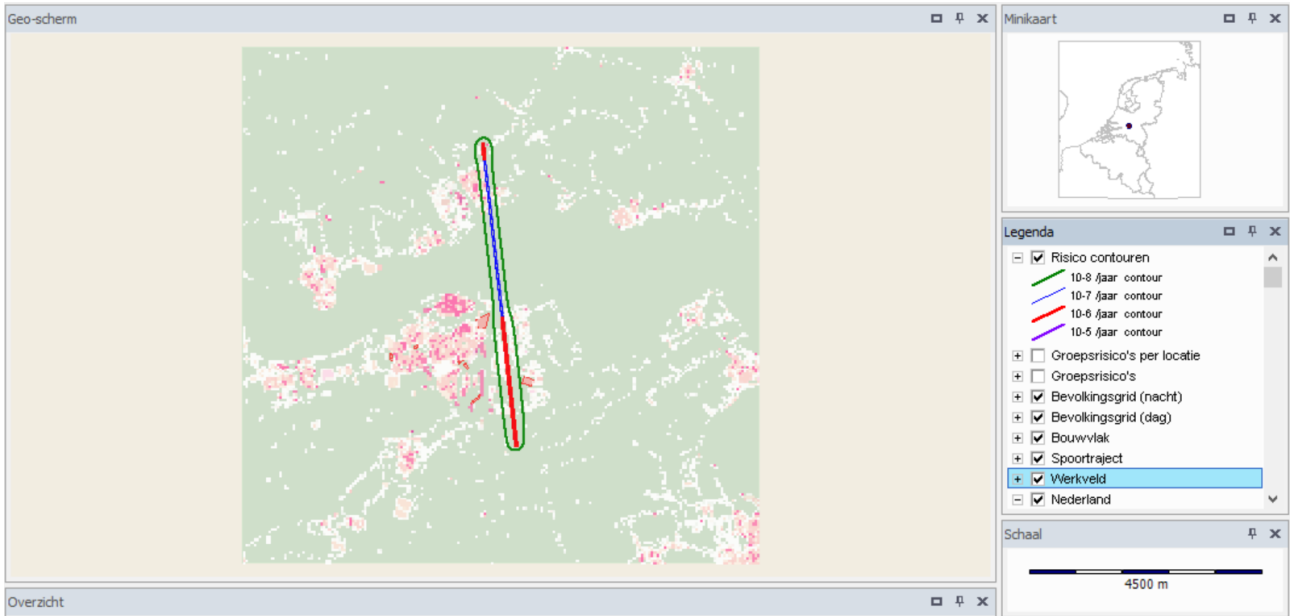 Geo-scherm
Minikaart
Legenda
Risico contouren
10-8 /jaar contour
10-7 /jaar contour
10-6 /jaar contour
10-5 /jaar contour
Groepsrisico's per locatie
Groepsrisico's
Bevolkingsgrid (nacht)
Bevolkingsgrid (dag)
Bouwvlak
Spoortraject
Werkveld
Nederland
Schaal
4500 m
Overzicht